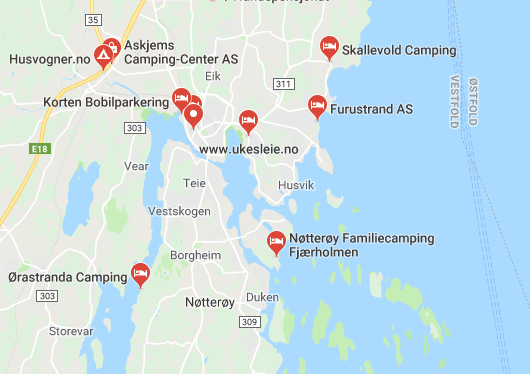 35
Askjems
Camping-Center AS
Husvogner.no
Skallevold Camping
Eik
311
Korten Bobilparkering
Furustrand AS
VESTFOLD
ØSTFOLD
303
www.ukesleie.no
E18
Vear
Teie
Husvik
Vestskogen
Nøtterøy Familiecamping
Fjærholmen
Borgheim
Ørastranda Camping
303
Nøtterøy
Duken
309
Storevar